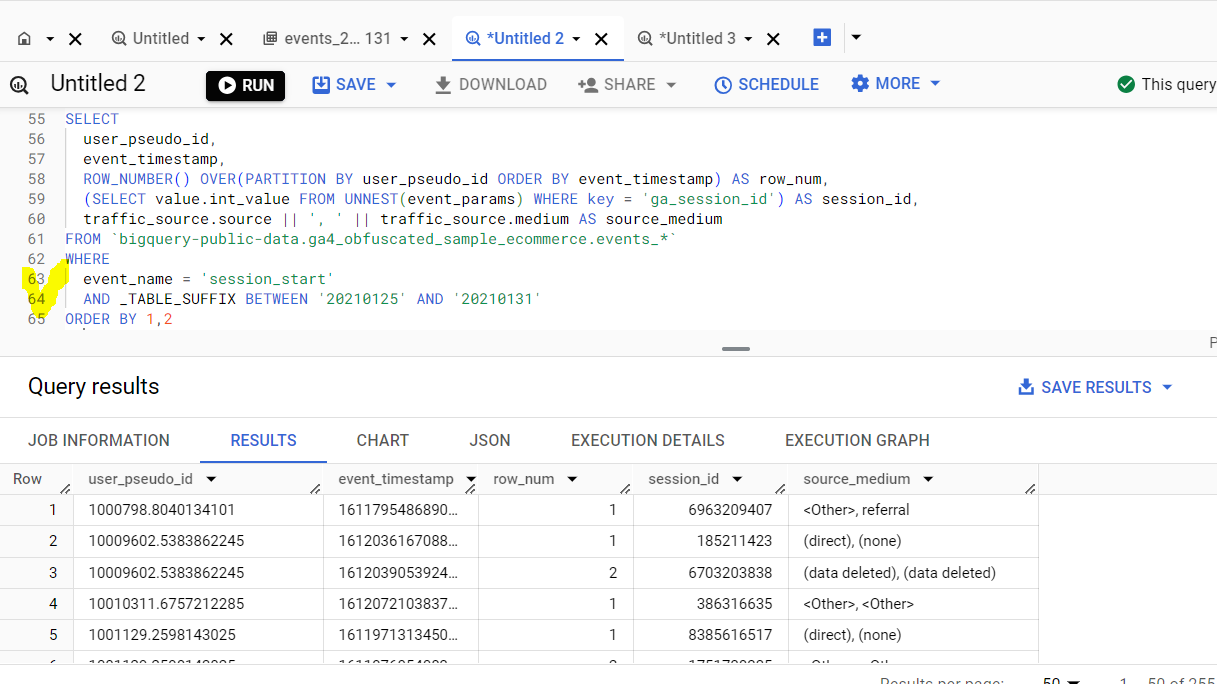 Untitled events_2... 131 *Untitled 2 *Untitled 3
Untitled 2 RUN SAVE DOWNLOAD SHARE SCHEDULE MORE This query
55 SELECT
56 user_pseudo_id,
57 event_timestamp,
58 ROW_NUMBER() OVER(PARTITION BY user_pseudo_id ORDER BY event_timestamp) AS row_num,
59 (SELECT value.int_value FROM UNNEST(event_params) WHERE key = 'ga_session_id') AS session_id,
60 traffic_source.source || ', ' || traffic_source.medium AS source_medium
61 FROM `bigquery-public-data.ga4_obfuscated_sample_ecommerce.events_*`
62 WHERE
63 event_name = 'session_start'
64 AND _TABLE_SUFFIX BETWEEN '20210125' AND '20210131'
65 ORDER BY 1,2
P
Query results SAVE RESULTS
JOB INFORMATION RESULTS CHART JSON EXECUTION DETAILS EXECUTION GRAPH
Row user_pseudo_id event_timestamp row_num session_id source_medium
1 1000798.8040134101 1611795486890... 1 6963209407 <Other>, referral
2 10009602.5383862245 1612036167088... 1 185211423 (direct), (none)
3 10009602.5383862245 1612039053924... 2 6703203838 (data deleted), (data deleted)
4 10010311.6757212285 1612072103837... 1 386316635 <Other>, <Other>
5 1001129.2598143025 1611971313450... 1 8385616517 (direct), (none)
Results per page: 50 1 50 of 255